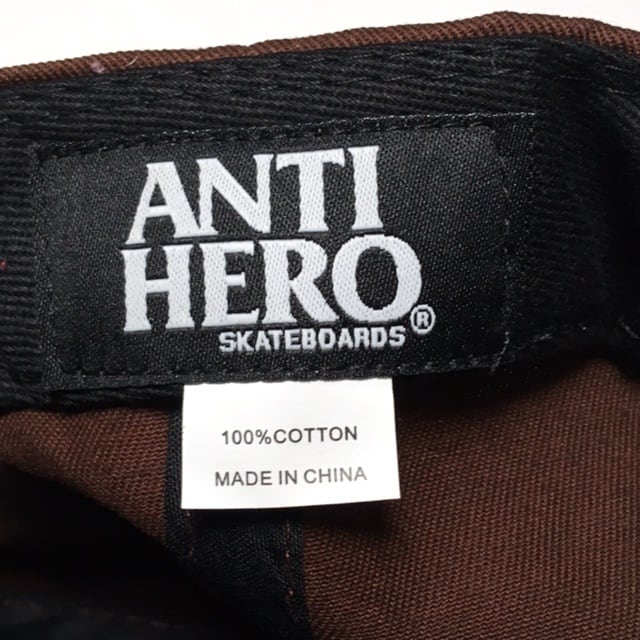 ANTI
HERO®
SKATEBOARDS
100%COTTON
MADE IN CHINA